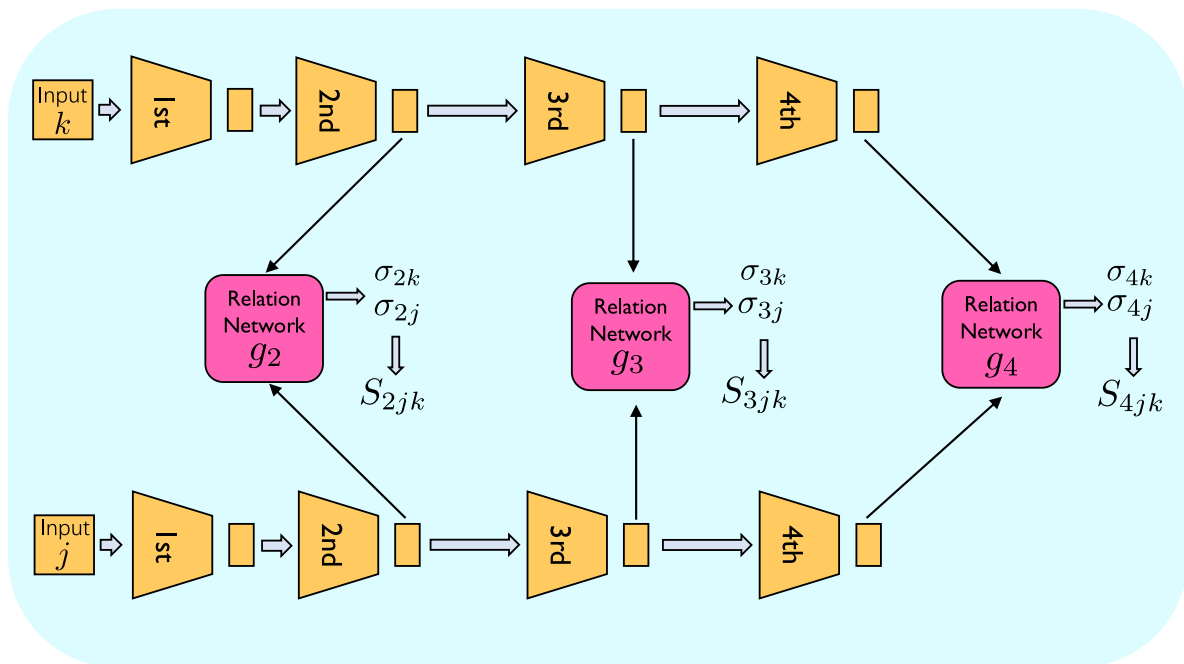 Input
k
1st
2nd
3rd
4th
Relation
Network
g₂
σ₂ₖ
σ₂ⱼ
S₂ⱼₖ
Relation
Network
g₃
σ₃ₖ
σ₃ⱼ
S₃ⱼₖ
Relation
Network
g₄
σ₄ₖ
σ₄ⱼ
S₄ⱼₖ
Input
j
1st
2nd
3rd
4th